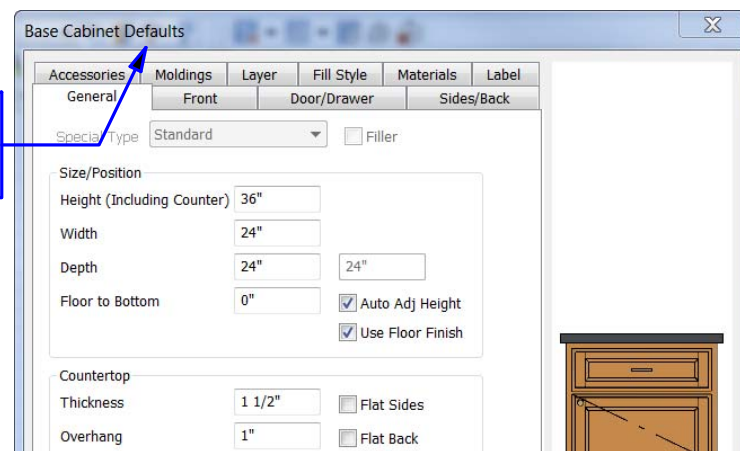 Base Cabinet Defaults
Accessories Moldings Layer Fill Style Materials Label
General Front Door/Drawer Sides/Back
Special Type Standard Filler
Size/Position
Height (Including Counter) 36"
Width 24"
Depth 24" 24"
Floor to Bottom 0" Auto Adj Height
Use Floor Finish
Countertop
Thickness 1 1/2" Flat Sides
Overhang 1" Flat Back